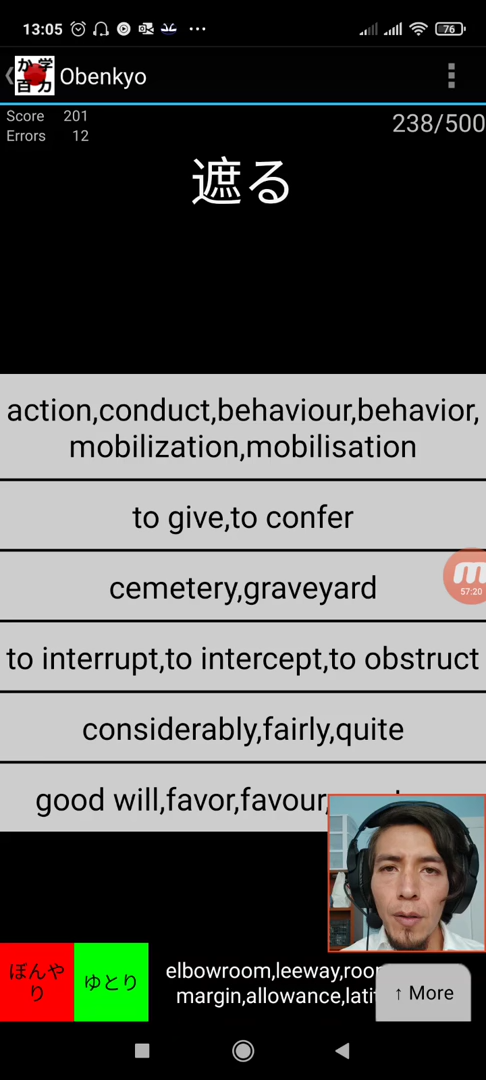 13:05
76
Obenkyo
Score 201
Errors 12
238/500
遮る
action,conduct,behaviour,behavior,
mobilization,mobilisation
to give,to confer
cemetery,graveyard
57:20
to interrupt,to intercept,to obstruct
considerably,fairly,quite
good will,favor,favour,
ぼんや
り
ゆとり
elbowroom,leeway,
margin,allowance,
↑ More